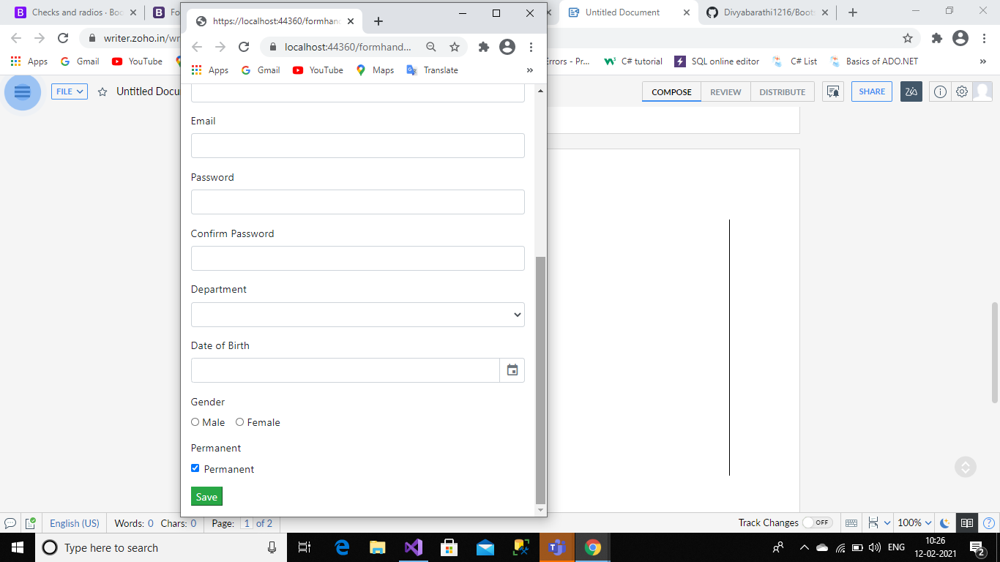 Checks and radios · Boo
Fo
Untitled Document
Divyabarathi1216/Boots
https://localhost:44360/formhand
writer.zoho.in/wr
localhost:44360/formhand...
Apps
Gmail
YouTube
Errors - Pr...
C# tutorial
SQL online editor
C# List
Basics of ADO.NET
»
Apps
Gmail
YouTube
Maps
Translate
»
FILE
Untitled Docu
COMPOSE
REVIEW
DISTRIBUTE
SHARE
Email
Password
Confirm Password
Department
Date of Birth
Gender
Male
Female
Permanent
Permanent
Save
English (US)
Words: 0
Chars: 0
Page: 1 of 2
Track Changes
OFF
100%
Type here to search
ENG
10:26
12-02-2021
2